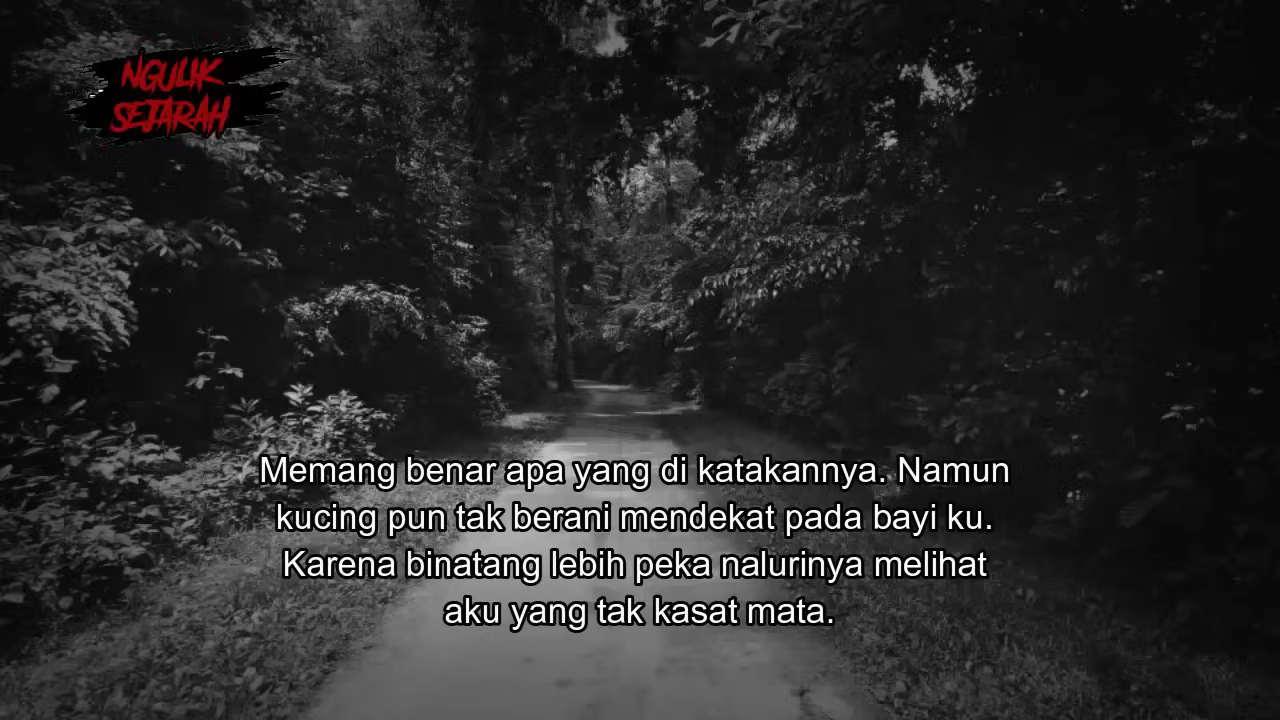 NGULIK
SEJARAH
Memang benar apa yang di katakannya. Namun
kucing pun tak berani mendekat pada bayi ku.
Karena binatang lebih peka nalurinya melihat
aku yang tak kasat mata.